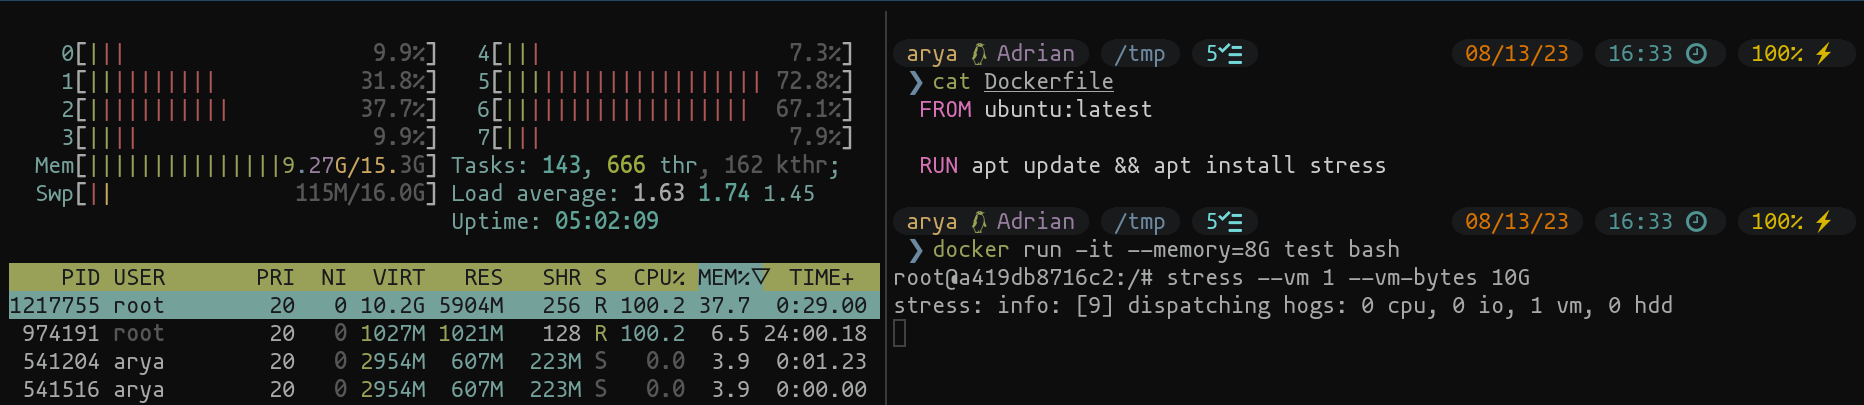 0[||| 9.9%] 4[||| 7.3%]
1[|||||||||| 31.8%] 5[|||||||||||||||||||| 72.8%]
2[||||||||||| 37.7%] 6[||||||||||||||||||| 67.1%]
3[|||| 9.9%] 7[||| 7.9%]
Mem[|||||||||||||||9.27G/15.3G] Tasks: 143, 666 thr, 162 kthr;
Swp[|| 115M/16.0G] Load average: 1.63 1.74 1.45
Uptime: 05:02:09
PID USER PRI NI VIRT RES SHR S CPU% MEM%▽ TIME+
1217755 root 20 0 10.2G 5904M 256 R 100.2 37.7 0:29.00
974191 root 20 0 1027M 1021M 128 R 100.2 6.5 24:00.18
541204 arya 20 0 2954M 607M 223M S 0.0 3.9 0:01.23
541516 arya 20 0 2954M 607M 223M S 0.0 3.9 0:00.00
arya Adrian /tmp 5 08/13/23 16:33 100%
❯ cat Dockerfile
FROM ubuntu:latest
RUN apt update && apt install stress
arya Adrian /tmp 5 08/13/23 16:33 100%
❯ docker run -it --memory=8G test bash
root@a419db8716c2:/# stress --vm 1 --vm-bytes 10G
stress: info: [9] dispatching hogs: 0 cpu, 0 io, 1 vm, 0 hdd